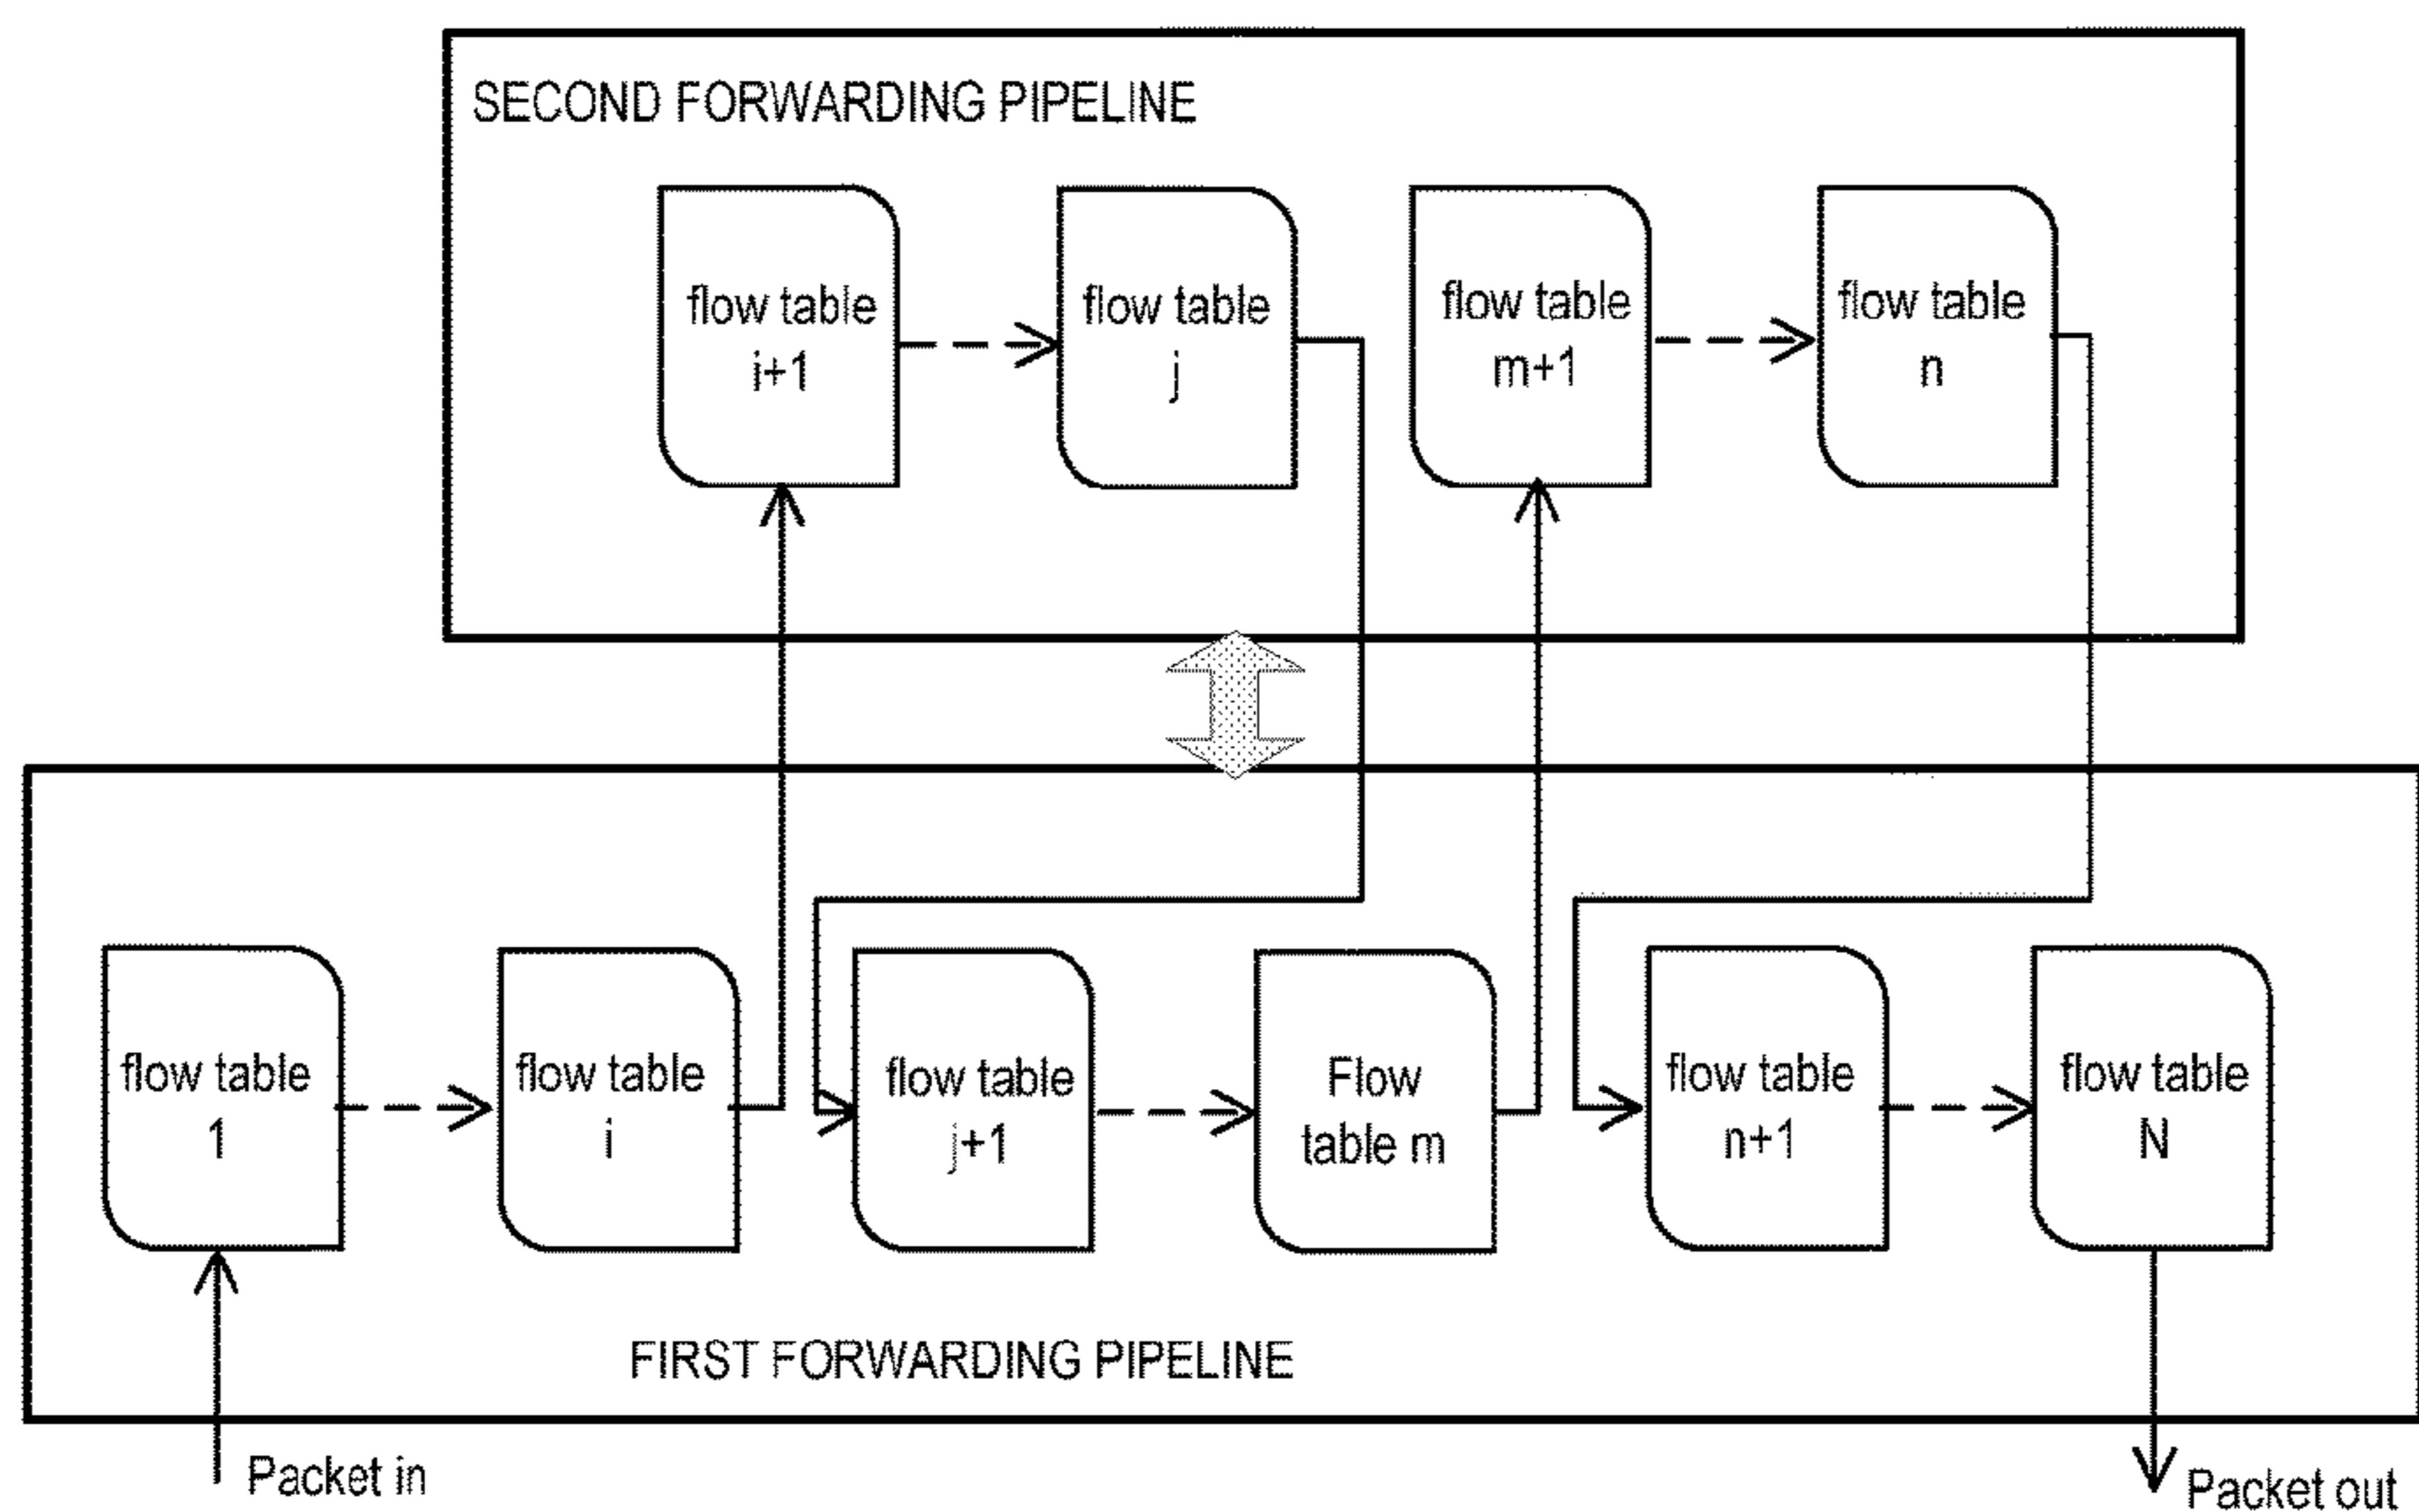 SECOND FORWARDING PIPELINE
flow table
i+1
flow table
j
flow table
m+1
flow table
n
flow table
1
flow table
i
flow table
j+1
Flow
table m
flow table
n+1
flow table
N
FIRST FORWARDING PIPELINE
Packet in
Packet out